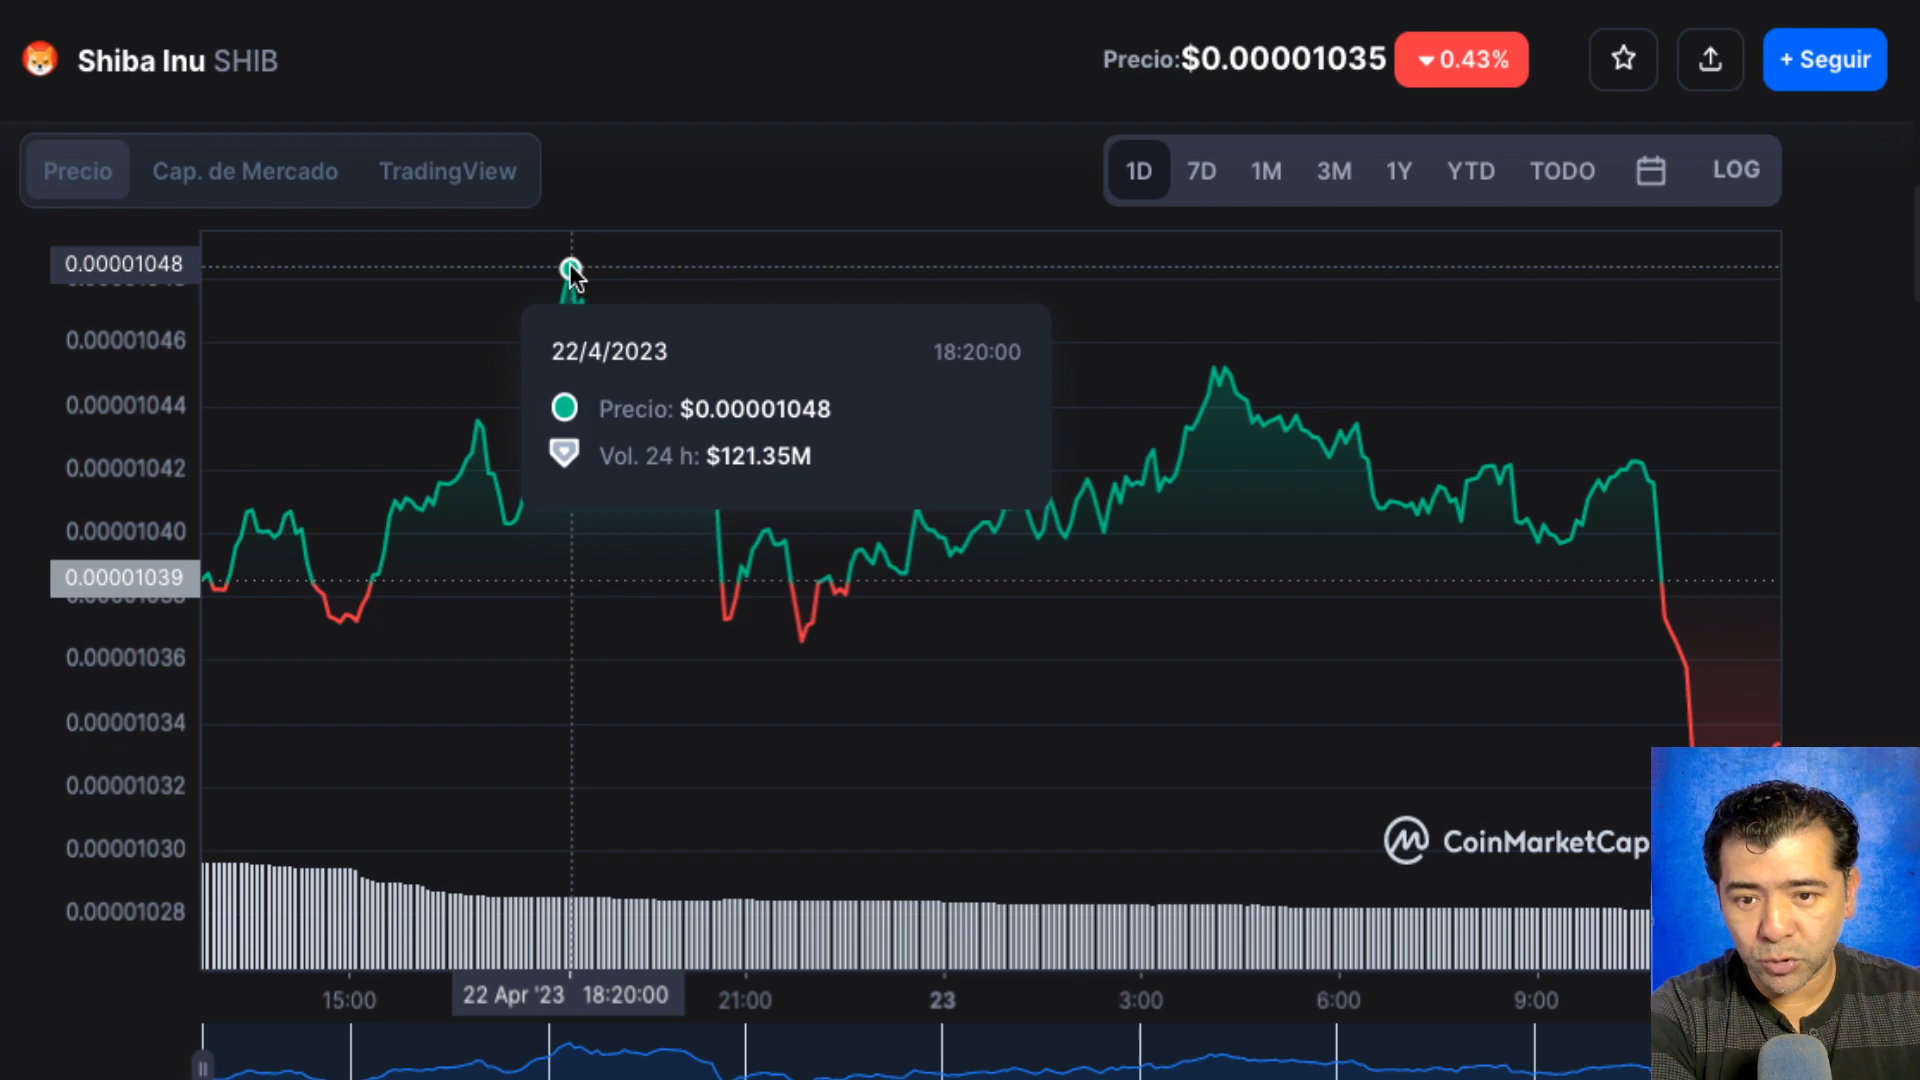 Shiba Inu SHIB
Precio:$0.00001035
0.43%
+ Seguir
Precio
Cap. de Mercado
TradingView
1D
7D
1M
3M
1Y
YTD
TODO
LOG
0.00001048
0.00001046
0.00001044
0.00001042
0.00001040
0.00001039
0.00001036
0.00001034
0.00001032
0.00001030
0.00001028
22/4/2023
18:20:00
Precio: $0.00001048
Vol. 24 h: $121.35M
CoinMarketCap
15:00
22 Apr '23 18:20:00
21:00
23
3:00
6:00
9:00